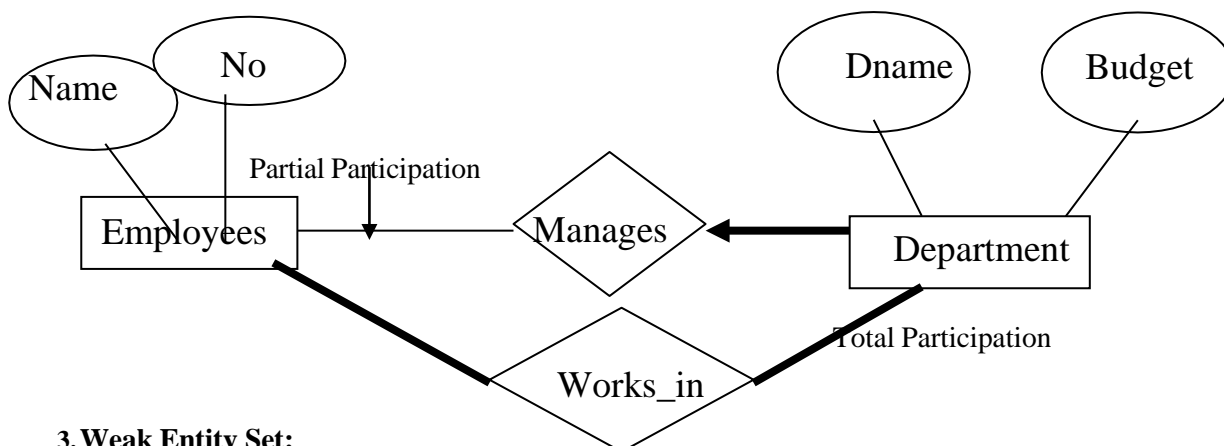 No
Dname
Budget
Name
Partial Participation
Employees
Manages
Department
Total Participation
Works_in
3. Weak Entity Set: